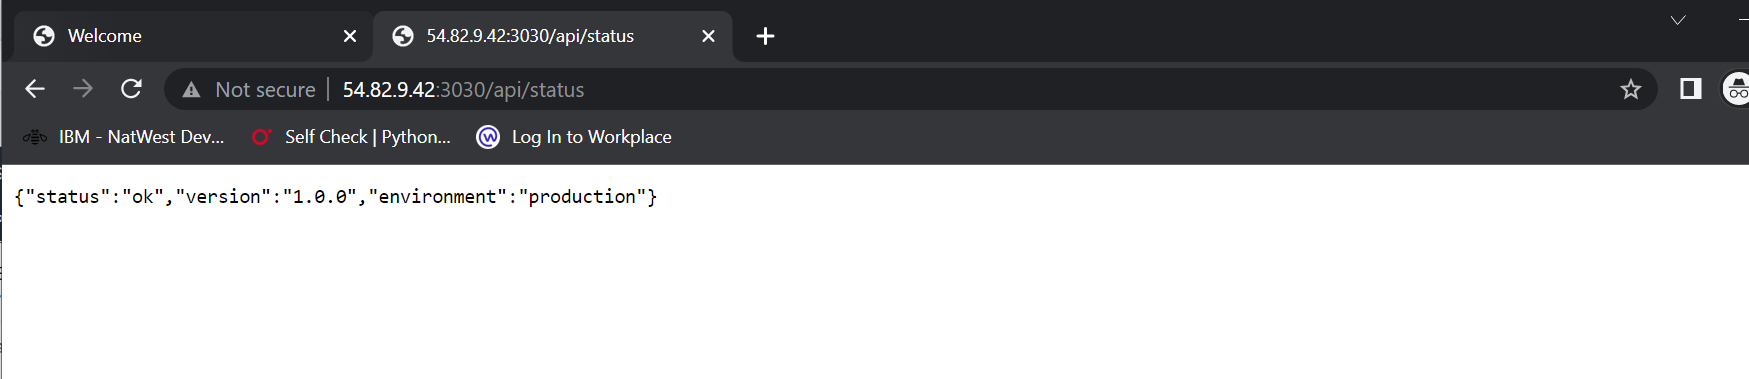 Welcome
54.82.9.42:3030/api/status
Not secure
54.82.9.42:3030/api/status
IBM - NatWest Dev...
Self Check | Python...
Log In to Workplace
{"status":"ok","version":"1.0.0","environment":"production"}